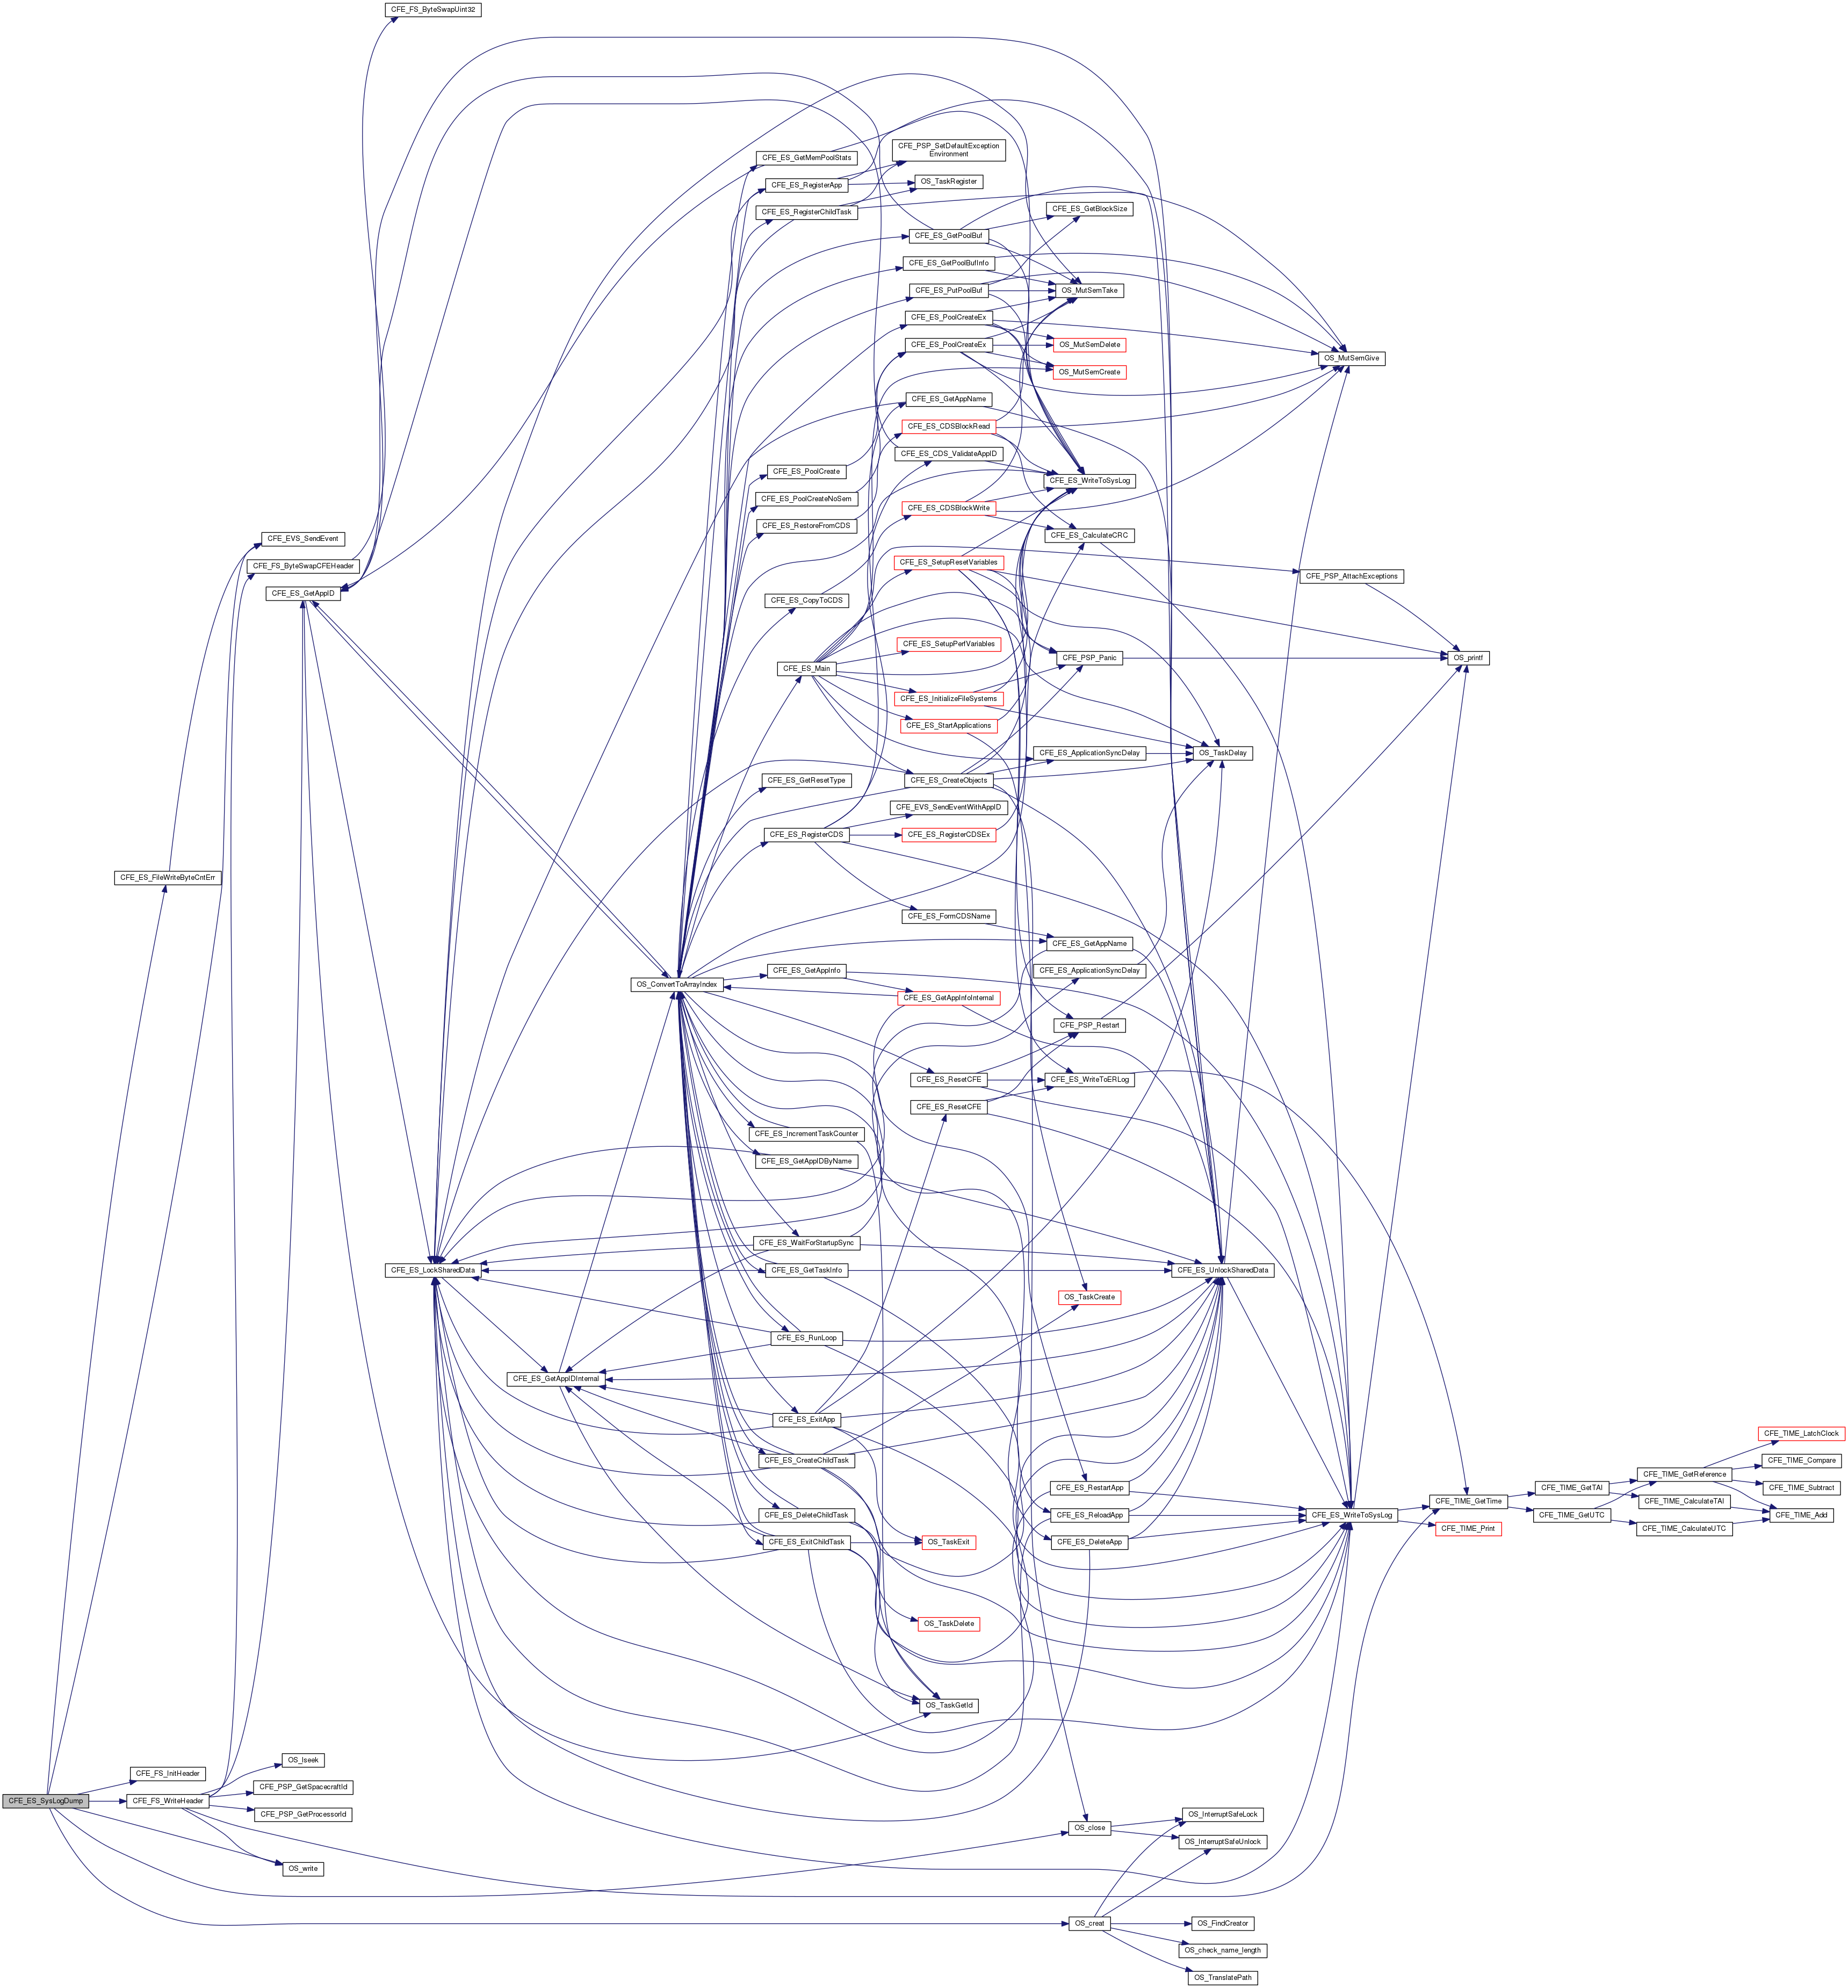 CFE_FS_ByteSwapUint32
CFE_PSP_SetDefaultException
Environment
CFE_ES_GetMemPoolStats
CFE_ES_RegisterApp
OS_TaskRegister
CFE_ES_RegisterChildTask
CFE_ES_GetBlockSize
CFE_ES_GetPoolBuf
CFE_ES_GetPoolBufInfo
CFE_ES_PutPoolBuf
OS_MutSemTake
CFE_ES_PoolCreateEx
OS_MutSemDelete
CFE_ES_PoolCreateEx
OS_MutSemGive
OS_MutSemCreate
CFE_ES_GetAppName
CFE_ES_CDSBlockRead
CFE_ES_CDS_ValidateAppID
CFE_ES_PoolCreate
CFE_ES_WriteToSysLog
CFE_ES_PoolCreateNoSem
CFE_ES_CDSBlockWrite
CFE_ES_RestoreFromCDS
CFE_EVS_SendEvent
CFE_ES_CalculateCRC
CFE_FS_ByteSwapCFEHeader
CFE_ES_SetupResetVariables
CFE_PSP_AttachExceptions
CFE_ES_GetAppID
CFE_ES_CopyToCDS
CFE_ES_SetupPerfVariables
CFE_ES_Main
CFE_PSP_Panic
OS_printf
CFE_ES_InitializeFileSystems
CFE_ES_StartApplications
CFE_ES_ApplicationSyncDelay
OS_TaskDelay
CFE_ES_GetResetType
CFE_ES_CreateObjects
CFE_EVS_SendEventWithAppID
CFE_ES_RegisterCDS
CFE_ES_RegisterCDSEx
CFE_ES_FileWriteByteCntErr
CFE_ES_FormCDSName
CFE_ES_GetAppName
CFE_ES_GetAppInfo
CFE_ES_ApplicationSyncDelay
OS_ConvertToArrayIndex
CFE_ES_GetAppInfoInternal
CFE_PSP_Restart
CFE_ES_ResetCFE
CFE_ES_WriteToERLog
CFE_ES_ResetCFE
CFE_ES_IncrementTaskCounter
CFE_ES_GetAppIDByName
CFE_ES_WaitForStartupSync
CFE_ES_LockSharedData
CFE_ES_GetTaskInfo
CFE_ES_UnlockSharedData
OS_TaskCreate
CFE_ES_RunLoop
CFE_ES_GetAppIDInternal
CFE_ES_ExitApp
CFE_TIME_LatchClock
CFE_ES_CreateChildTask
CFE_TIME_Compare
CFE_TIME_GetReference
CFE_ES_RestartApp
CFE_TIME_GetTAI
CFE_TIME_Subtract
CFE_TIME_GetTime
CFE_TIME_CalculateTAI
CFE_ES_DeleteChildTask
CFE_ES_ReloadApp
CFE_ES_WriteToSysLog
CFE_TIME_GetUTC
CFE_TIME_Add
CFE_TIME_Print
CFE_TIME_CalculateUTC
CFE_ES_ExitChildTask
OS_TaskExit
CFE_ES_DeleteApp
OS_TaskDelete
OS_TaskGetId
OS_lseek
CFE_FS_InitHeader
CFE_PSP_GetSpacecraftId
CFE_ES_SysLogDump
CFE_FS_WriteHeader
CFE_PSP_GetProcessorId
OS_InterruptSafeLock
OS_close
OS_InterruptSafeUnlock
OS_write
OS_creat
OS_FindCreator
OS_check_name_length
OS_TranslatePath